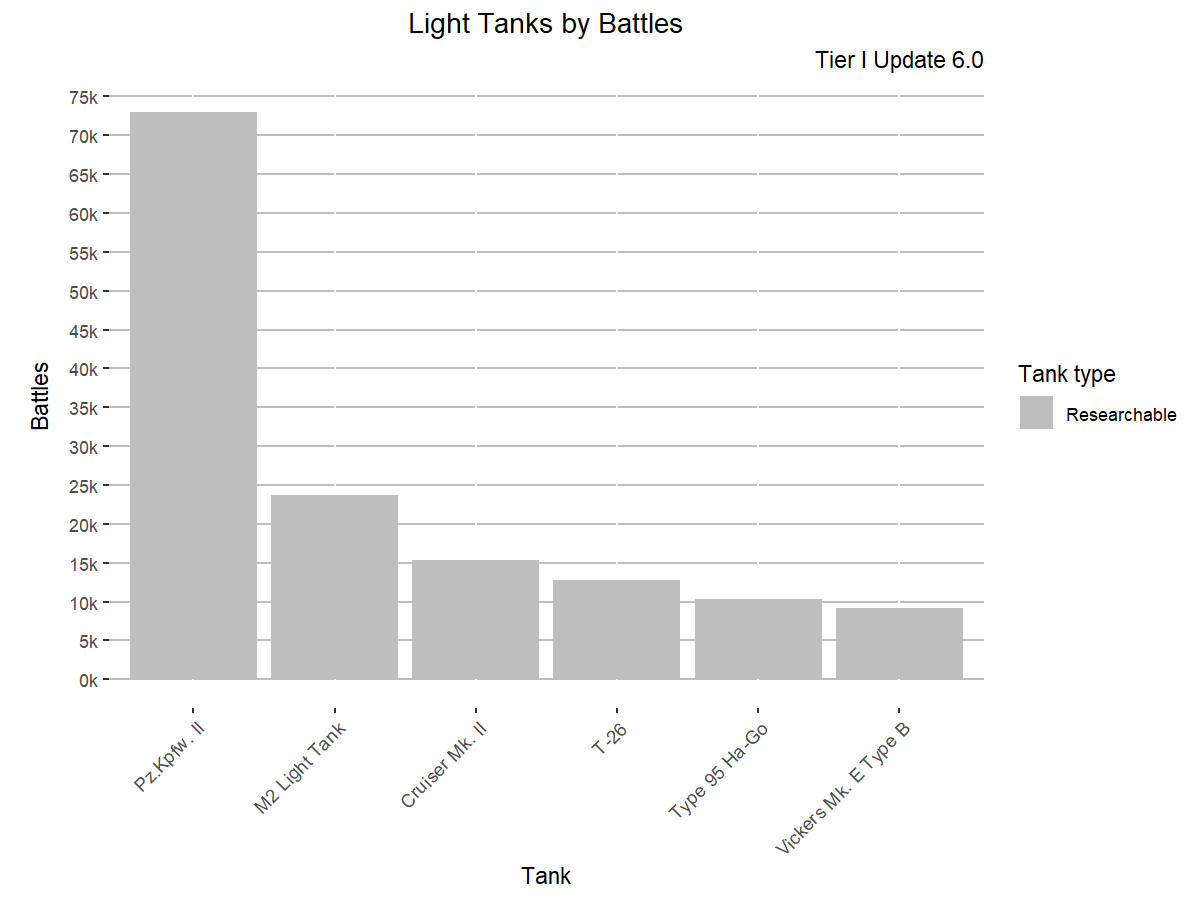 Light Tanks by Battles
Tier I Update 6.0
75k
70k
65k
60k
55k
50k
45k
40k
35k
30k
25k
20k
15k
10k
5k
0k
Battles
Pz.Kpfw. II
M2 Light Tank
Cruiser Mk. II
T-26
Type 95 Ha-Go
Vickers Mk. E Type B
Tank
Tank type
Researchable